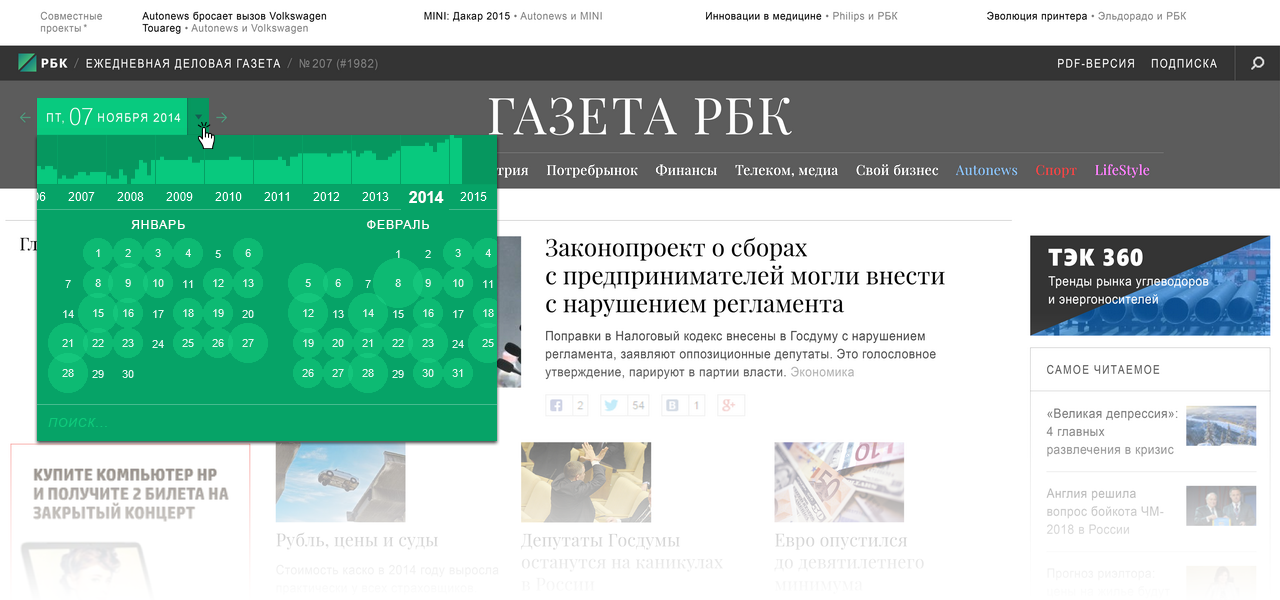 Совместные проекты*
Autonews бросает вызов Volkswagen Touareg • Autonews и Volkswagen
MINI: Дакар 2015 • Autonews и MINI
Инновации в медицине • Philips и РБК
Эволюция принтера • Эльдорадо и РБК
РБК / ЕЖЕДНЕВНАЯ ДЕЛОВАЯ ГАЗЕТА / № 207 (#1982)
PDF-ВЕРСИЯ ПОДПИСКА
ПТ, 07 НОЯБРЯ 2014
ГАЗЕТА РБК
трия Потребрынок Финансы Телеком, медиа Свой бизнес Autonews Спорт LifeStyle
06 2007 2008 2009 2010 2011 2012 2013 2014 2015
ЯНВАРЬ
1 2 3 4 5 6
7 8 9 10 11 12 13
14 15 16 17 18 19 20
21 22 23 24 25 26 27
28 29 30
ФЕВРАЛЬ
1 2 3 4
5 6 7 8 9 10 11
12 13 14 15 16 17 18
19 20 21 22 23 24 25
26 27 28 29 30 31
ПОИСК...
Гл
Законопроект о сборах
с предпринимателей могли внести
с нарушением регламента
Поправки в Налоговый кодекс внесены в Госдуму с нарушением
регламента, заявляют оппозиционные депутаты. Это голословное
утверждение, парируют в партии власти. Экономика
2 54 B 1 g+
ТЭК 360
Тренды рынка углеводоров
и энергоносителей
САМОЕ ЧИТАЕМОЕ
«Великая депрессия»:
4 главных
развлечения в кризис
Англия решила
вопрос бойкота ЧМ-
2018 в России
Прогноз риэлтора
КУПИТЕ КОМПЬЮТЕР HP
И ПОЛУЧИТЕ 2 БИЛЕТА НА
ЗАКРЫТЫЙ КОНЦЕРТ
Рубль, цены и суды
Стоимость каско в 2014 году выросла
Депутаты Госдумы
останутся на каникулах
в России
Евро опустился
до девятилетнего
минимума